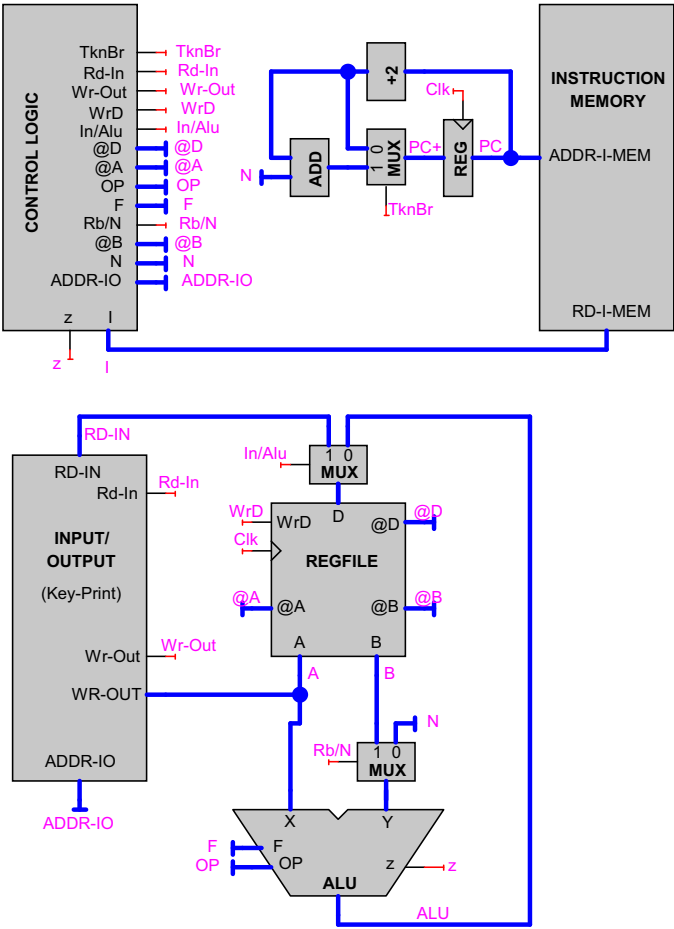 CONTROL LOGIC
TknBr TknBr
Rd-In Rd-In
Wr-Out Wr-Out
WrD WrD
In/Alu In/Alu
@D @D
@A @A
OP OP
F F
Rb/N Rb/N
@B @B
N N
ADDR-IO ADDR-IO
z I
z I
+2
Clk
N
ADD
0
1
MUX
PC+
REG
PC
TknBr
INSTRUCTION
MEMORY
ADDR-I-MEM
RD-I-MEM
RD-IN
RD-IN
Rd-In Rd-In
INPUT/
OUTPUT
(Key-Print)
Wr-Out Wr-Out
WR-OUT
ADDR-IO
ADDR-IO
In/Alu
1 0
MUX
D
WrD WrD
@D @D
Clk
REGFILE
@A @A
@B @B
A B
A B
N
Rb/N
1 0
MUX
X Y
F F
OP OP
z z
ALU
ALU